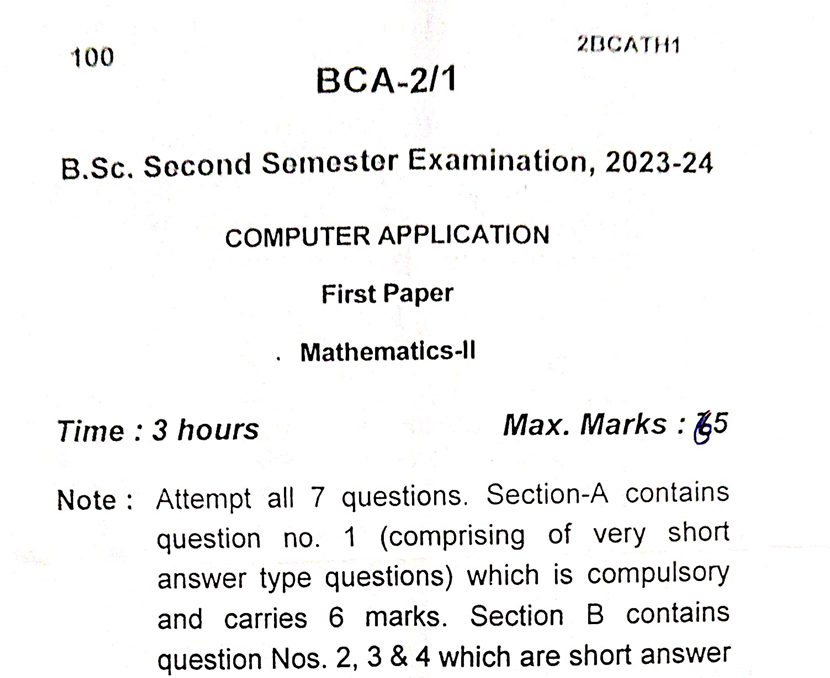 100
2BCATH1
BCA-2/1
B.Sc. Second Semester Examination, 2023-24
COMPUTER APPLICATION
First Paper
Mathematics-II
Time : 3 hours
Max. Marks : 65
Note : Attempt all 7 questions. Section-A contains
question no. 1 (comprising of very short
answer type questions) which is compulsory
and carries 6 marks. Section B contains
question Nos. 2, 3 & 4 which are short answer